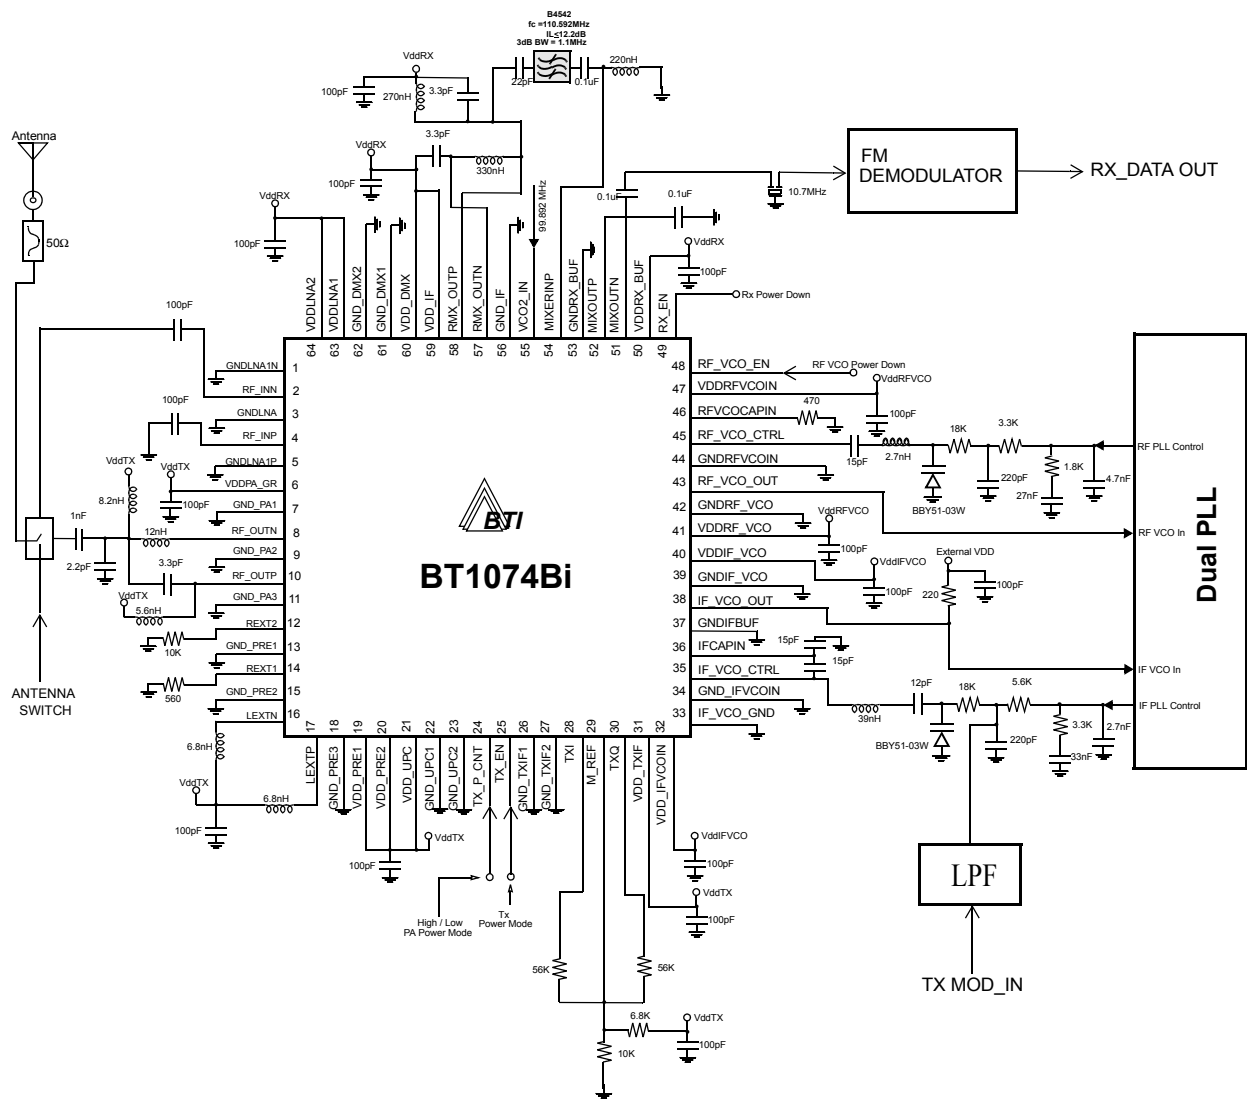 B4542
fc =110.592MHz
IL≤12.2dB
3dB BW = 1.1MHz
VddRX
220nH
22pF
0.1uF
100pF
270nH
3.3pF
Antenna
3.3pF
VddRX
330nH
100pF
99.892 MHz
FM
DEMODULATOR
RX_DATA OUT
0.1uF
10.7MHz
0.1uF
VddRX
100pF
50Ω
VddRX
100pF
Rx Power Down
100pF
VDDLNA2
VDDLNA1
GND_DMX2
GND_DMX1
VDD_DMX
VDD_IF
RMX_OUTP
RMX_OUTN
GND_IF
VCO2_IN
MIXERINP
GNDRX_BUF
MIXOUTP
MIXOUTN
VDDRX_BUF
RX_EN
64
63
62
61
60
59
58
57
56
55
54
53
52
51
50
49
GNDLNA1N
1
RF_INN
2
GNDLNA
3
100pF
RF_INP
4
GNDLNA1P
5
VddTX
VddTX
VDDPA_GR
6
8.2nH
100pF
GND_PA1
7
1nF
12nH
RF_OUTN
8
GND_PA2
9
2.2pF
3.3pF
RF_OUTP
10
VddTX
5.6nH
GND_PA3
11
REXT2
12
10K
GND_PRE1
13
REXT1
14
560
GND_PRE2
15
LEXTN
16
ANTENNA
SWITCH
6.8nH
VddTX
6.8nH
100pF
BTI
BT1074Bi
48
RF_VCO_EN
RF VCO Power Down
47
VDDRFVCOIN
VddRFVCO
46
RFVCOCAPIN
470
100pF
45
RF_VCO_CTRL
15pF
2.7nH
18K
3.3K
RF PLL Control
44
GNDRFVCOIN
BBY51-03W
220pF
1.8K
27nF
4.7nF
43
RF_VCO_OUT
42
GNDRF_VCO
VddRFVCO
41
VDDRF_VCO
100pF
RF VCO In
40
VDDIF_VCO
VddIFVCO
External VDD
39
GNDIF_VCO
100pF
220
100pF
38
IF_VCO_OUT
37
GNDIFBUF
15pF
36
IFCAPIN
15pF
35
IF_VCO_CTRL
IF VCO In
34
GND_IFVCOIN
39nH
12pF
18K
5.6K
IF PLL Control
33
IF_VCO_GND
BBY51-03W
220pF
3.3K
33nF
2.7nF
Dual PLL
17
18
19
20
21
22
23
24
25
26
27
28
29
30
31
32
LEXTP
GND_PRE3
VDD_PRE1
VDD_PRE2
VDD_UPC
GND_UPC1
GND_UPC2
TX_P_CNT
TX_EN
GND_TXIF1
GND_TXIF2
TXI
M_REF
TXQ
VDD_TXIF
VDD_IFVCOIN
VddTX
100pF
VddIFVCO
100pF
VddTX
100pF
High / Low
PA Power Mode
Tx
Power Mode
56K
56K
6.8K
VddTX
100pF
10K
LPF
TX MOD_IN